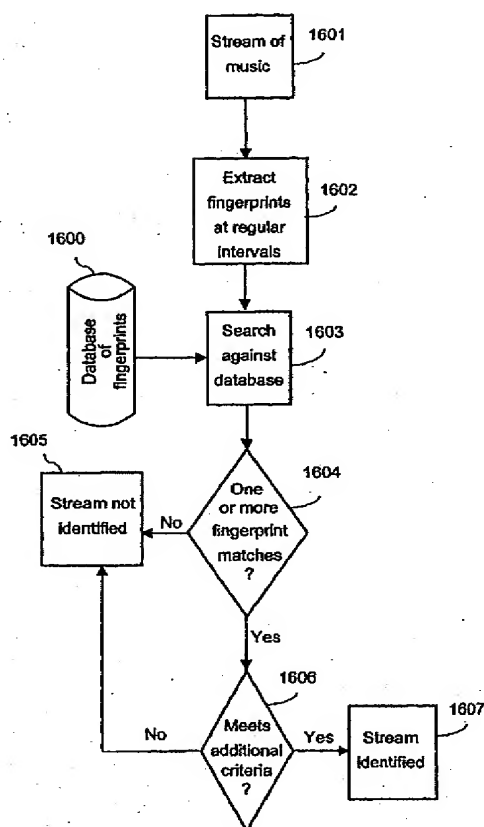 1601
Stream of
music
1602
Extract
fingerprints
at regular
intervals
1600
Database
of
fingerprints
1603
Search
against
database
1604
One
or more
fingerprint
matches
?
1605
Stream not
identified
No
Yes
1606
Meets
additional
criteria
?
No
Yes
1607
Stream
identified